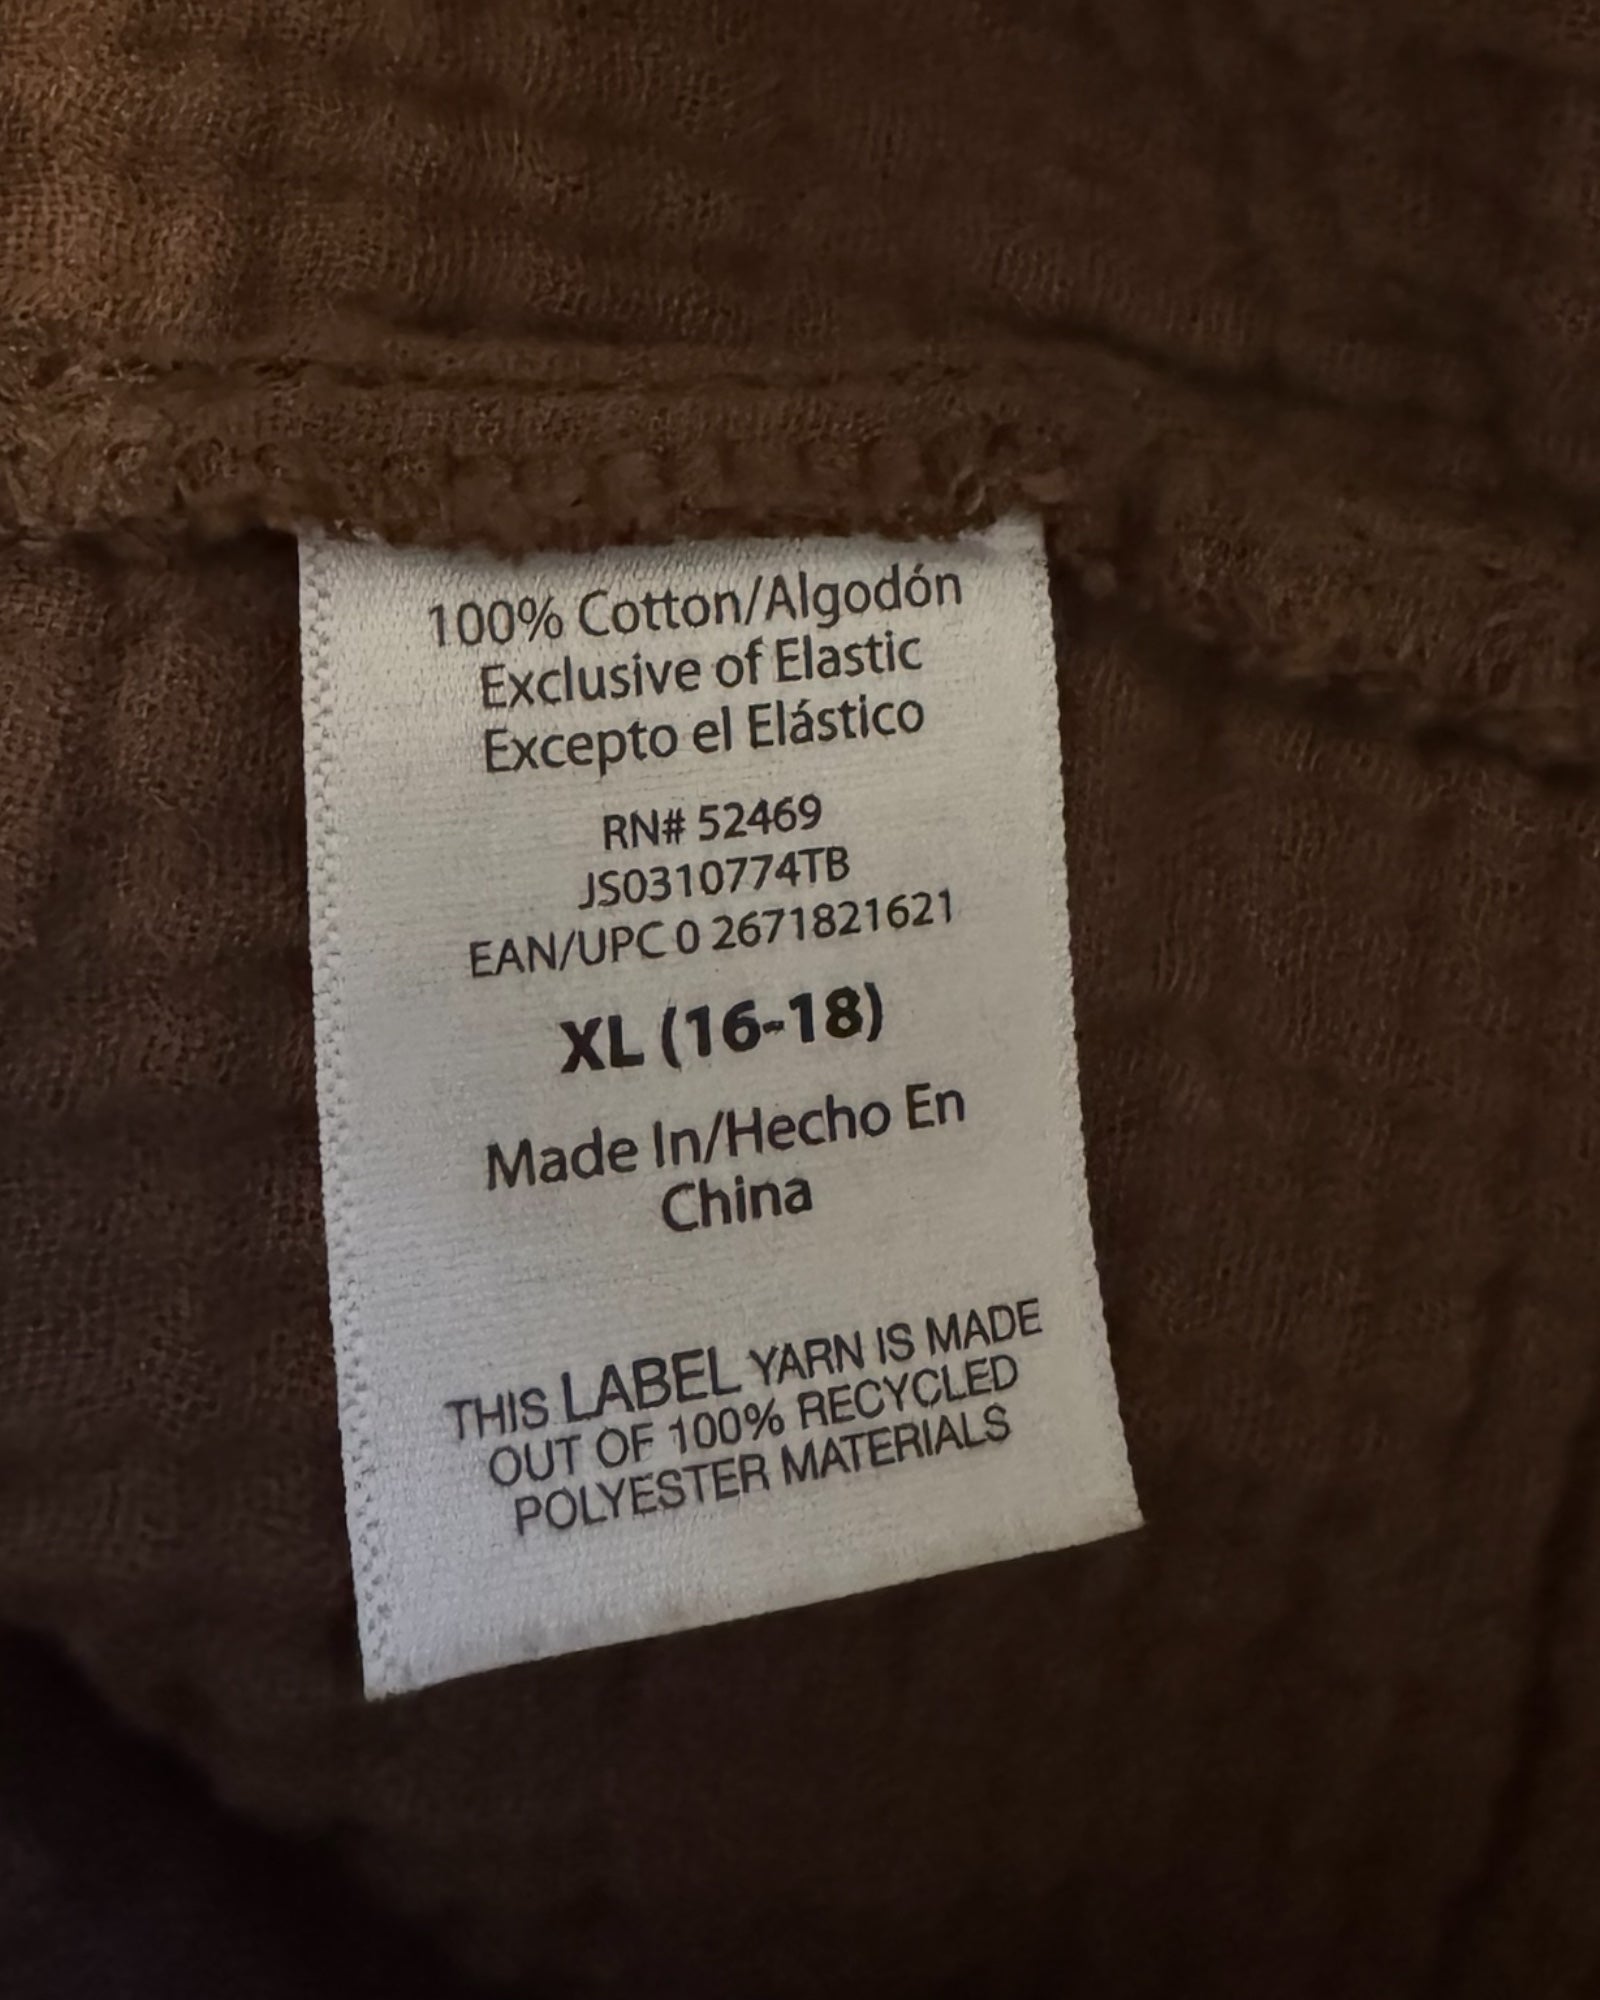 100% Cotton/Algodón
Exclusive of Elastic
Excepto el Elástico
RN# 52469
JS0310774TB
EAN/UPC 0 2671821621
XL (16-18)
Made In/Hecho En
China
THIS LABEL YARN IS MADE
OUT OF 100% RECYCLED
POLYESTER MATERIALS